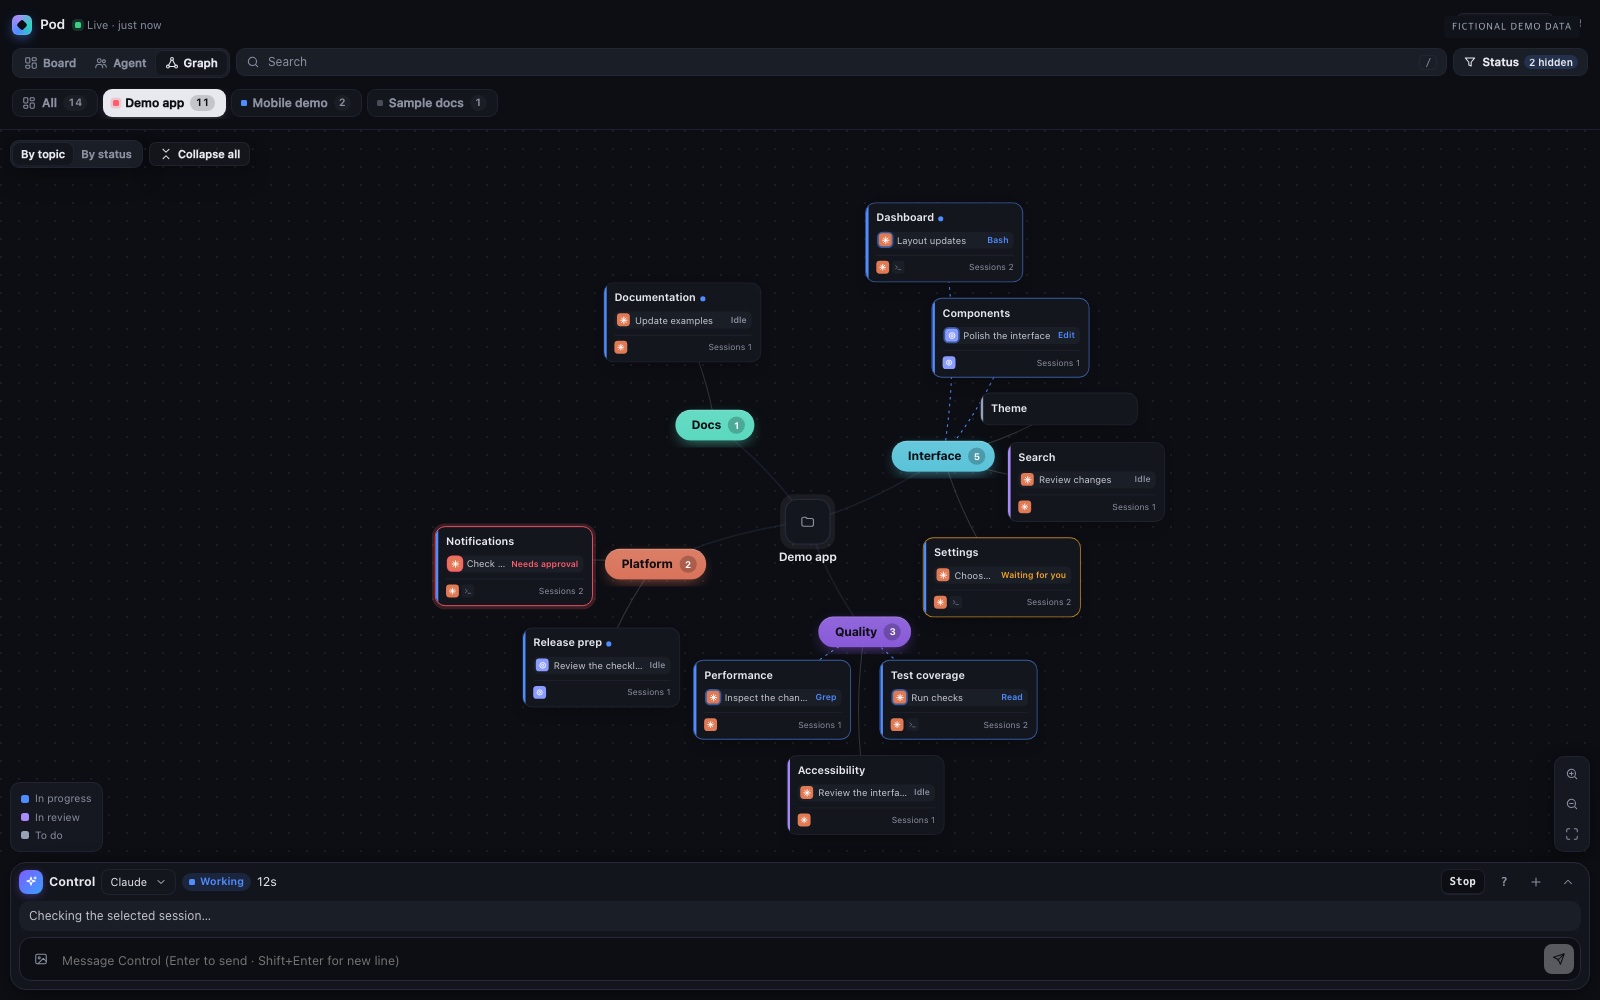 Pod Live · just now
FICTIONAL DEMO DATA
Board Agent Graph Search / Status 2 hidden
All 14 Demo app 11 Mobile demo 2 Sample docs 1
By topic By status Collapse all
Dashboard
Layout updates Bash
Sessions 2
Documentation
Update examples Idle
Sessions 1
Components
Polish the interface Edit
Sessions 1
Theme
Docs 1
Interface 5
Search
Review changes Idle
Sessions 1
Demo app
Notifications
Check ... Needs approval
Sessions 2
Platform 2
Settings
Choos... Waiting for you
Sessions 2
Release prep
Review the checkl... Idle
Sessions 1
Quality 3
Performance
Inspect the chan... Grep
Sessions 1
Test coverage
Run checks Read
Sessions 2
Accessibility
Review the interfa... Idle
Sessions 1
In progress
In review
To do
Control Claude Working 12s Stop ?
Checking the selected session...
Message Control (Enter to send · Shift+Enter for new line)